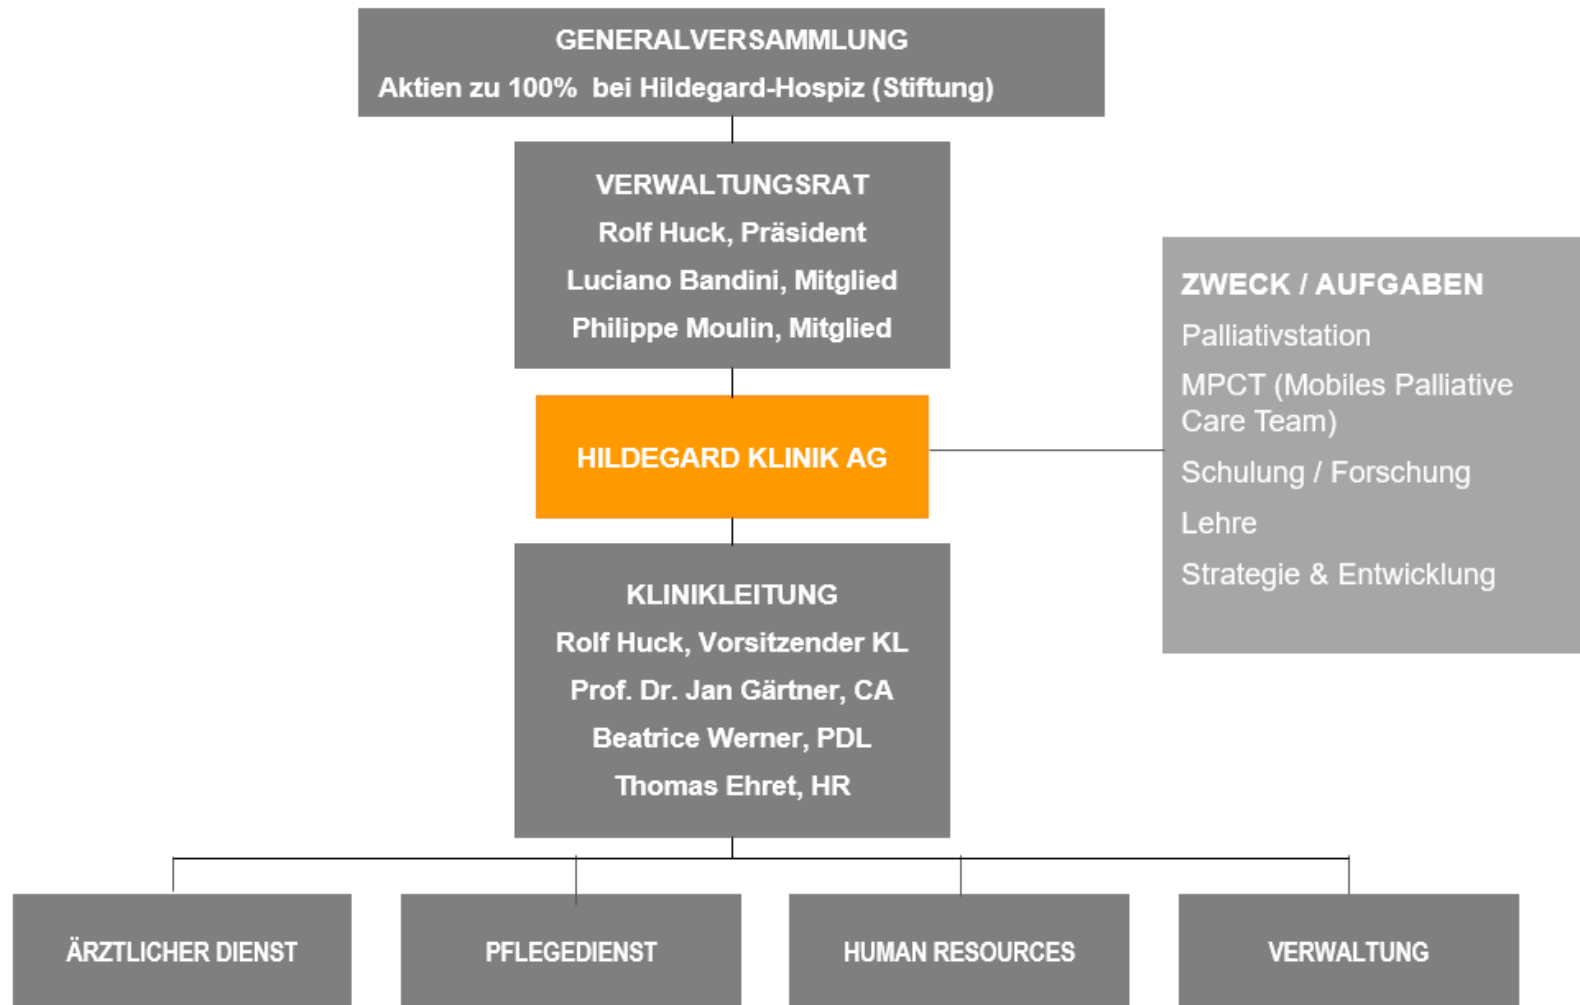 GENERALVERSAMMLUNG
Aktien zu 100% bei Hildegard-Hospiz (Stiftung)
VERWALTUNGSRAT
Rolf Huck, Präsident
Luciano Bandini, Mitglied
Philippe Moulin, Mitglied
HILDEGARD KLINIK AG
ZWECK / AUFGABEN
Palliativstation
MPCT (Mobiles Palliative
Care Team)
Schulung / Forschung
Lehre
Strategie & Entwicklung
KLINIKLEITUNG
Rolf Huck, Vorsitzender KL
Prof. Dr. Jan Gärtner, CA
Beatrice Werner, PDL
Thomas Ehret, HR
ÄRZTLICHER DIENST
PFLEGEDIENST
HUMAN RESOURCES
VERWALTUNG